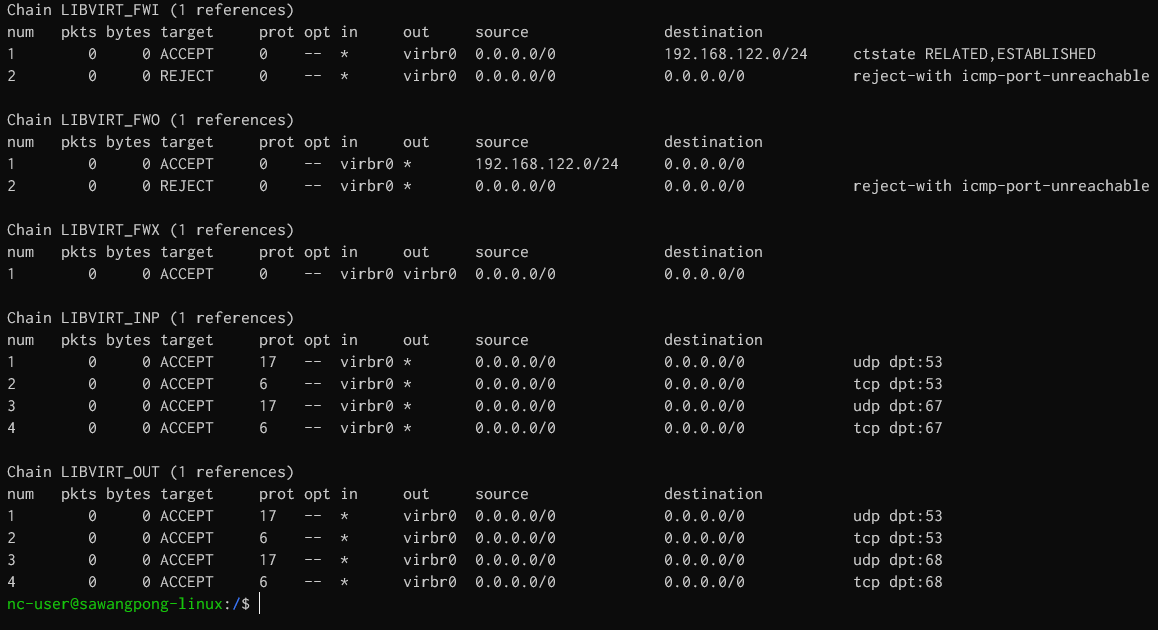 Chain LIBVIRT_FWI (1 references)
num   pkts bytes target     prot opt in     out     source               destination
1        0     0 ACCEPT     0    --  *      virbr0  0.0.0.0/0            192.168.122.0/24     ctstate RELATED,ESTABLISHED
2        0     0 REJECT     0    --  *      virbr0  0.0.0.0/0            0.0.0.0/0            reject-with icmp-port-unreachable

Chain LIBVIRT_FWO (1 references)
num   pkts bytes target     prot opt in     out     source               destination
1        0     0 ACCEPT     0    --  virbr0 *       192.168.122.0/24     0.0.0.0/0
2        0     0 REJECT     0    --  virbr0 *       0.0.0.0/0            0.0.0.0/0            reject-with icmp-port-unreachable

Chain LIBVIRT_FWX (1 references)
num   pkts bytes target     prot opt in     out     source               destination
1        0     0 ACCEPT     0    --  virbr0 virbr0  0.0.0.0/0            0.0.0.0/0

Chain LIBVIRT_INP (1 references)
num   pkts bytes target     prot opt in     out     source               destination
1        0     0 ACCEPT     17   --  virbr0 *       0.0.0.0/0            0.0.0.0/0            udp dpt:53
2        0     0 ACCEPT     6    --  virbr0 *       0.0.0.0/0            0.0.0.0/0            tcp dpt:53
3        0     0 ACCEPT     17   --  virbr0 *       0.0.0.0/0            0.0.0.0/0            udp dpt:67
4        0     0 ACCEPT     6    --  virbr0 *       0.0.0.0/0            0.0.0.0/0            tcp dpt:67

Chain LIBVIRT_OUT (1 references)
num   pkts bytes target     prot opt in     out     source               destination
1        0     0 ACCEPT     17   --  *      virbr0  0.0.0.0/0            0.0.0.0/0            udp dpt:53
2        0     0 ACCEPT     6    --  *      virbr0  0.0.0.0/0            0.0.0.0/0            tcp dpt:53
3        0     0 ACCEPT     17   --  *      virbr0  0.0.0.0/0            0.0.0.0/0            udp dpt:68
4        0     0 ACCEPT     6    --  *      virbr0  0.0.0.0/0            0.0.0.0/0            tcp dpt:68
nc-user@sawangpong-linux:/$